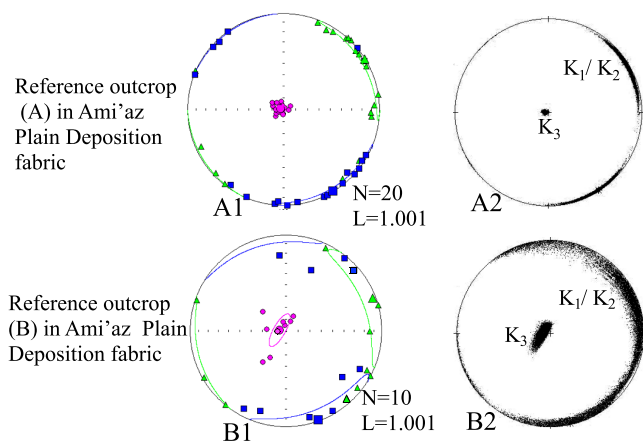 Reference outcrop
(A) in Ami'az
Plain Deposition
fabric
A1
N=20
L=1.001
K1/ K2
K3
A2
Reference outcrop
(B) in Ami'az Plain
Deposition fabric
B1
N=10
L=1.001
K1/ K2
K3
B2